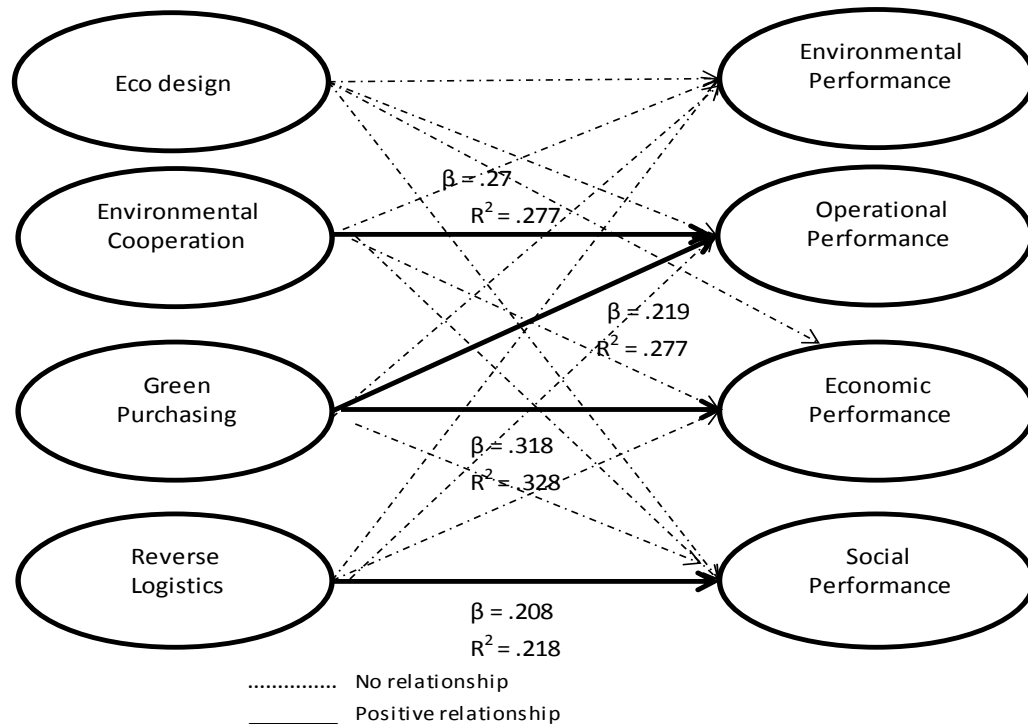 Eco design
Environmental
Performance
Environmental
Cooperation
β = .27
R² = .277
Operational
Performance
β = .219
R² = .277
Green
Purchasing
Economic
Performance
β = .318
R² = .328
Reverse
Logistics
Social
Performance
β = .208
R² = .218
No relationship
Positive relationship